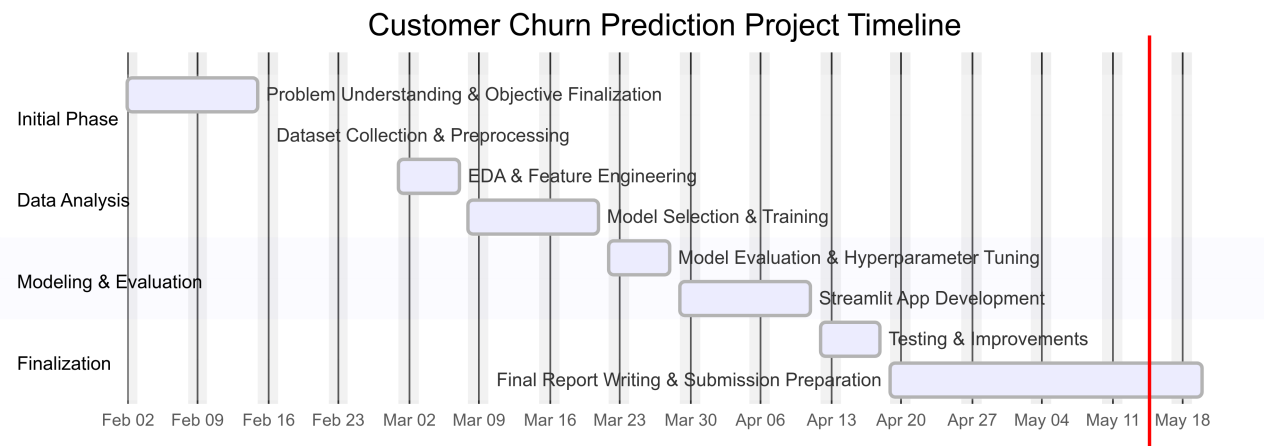 Customer Churn Prediction Project Timeline
Initial Phase
Problem Understanding & Objective Finalization
Dataset Collection & Preprocessing
Data Analysis
EDA & Feature Engineering
Model Selection & Training
Modeling & Evaluation
Model Evaluation & Hyperparameter Tuning
Streamlit App Development
Finalization
Testing & Improvements
Final Report Writing & Submission Preparation
Feb 02 Feb 09 Feb 16 Feb 23 Mar 02 Mar 09 Mar 16 Mar 23 Mar 30 Apr 06 Apr 13 Apr 20 Apr 27 May 04 May 11 May 18